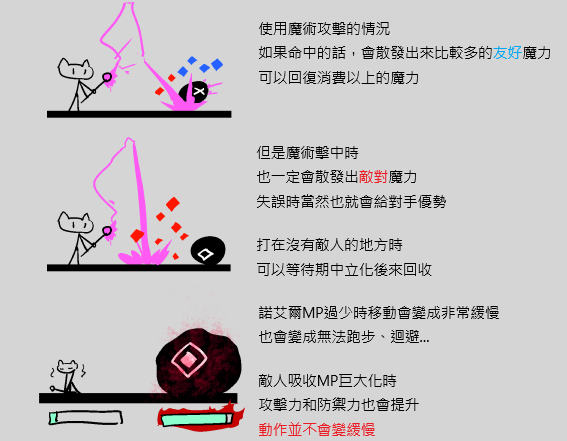 使用魔術攻擊的情況
如果命中的話，會散發出來比較多的友好魔力
可以回復消費以上的魔力
但是魔術擊中時
也一定會散發出敵對魔力
失誤時當然也就會給對手優勢
打在沒有敵人的地方時
可以等待期中立化後來回收
諾艾爾MP過少時移動會變成非常緩慢
也會變成無法跑步、迴避...
敵人吸收MP巨大化時
攻擊力和防禦力也會提升
動作並不會變緩慢